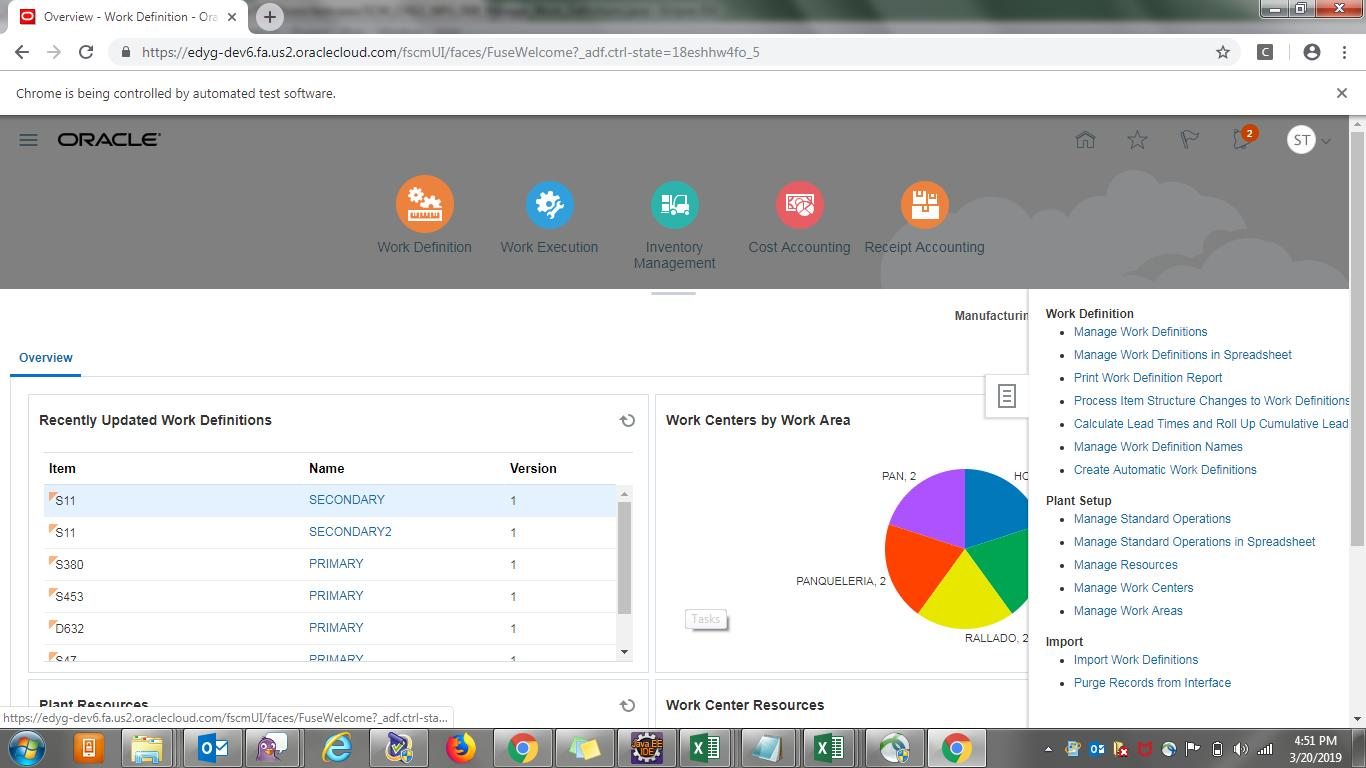 Overview - Work Definition - Ora
https://edyg-dev6.fa.us2.oraclecloud.com/fscmUI/faces/FuseWelcome?_adf.ctrl-state=18eshhw4fo_5
C
Chrome is being controlled by automated test software.
ORACLE
2
ST
Work Definition
Work Execution
Inventory Management
Cost Accounting
Receipt Accounting
Manufacturin
Overview
Recently Updated Work Definitions
Item Name Version
S11 SECONDARY 1
S11 SECONDARY2 1
S380 PRIMARY 1
S453 PRIMARY 1
D632 PRIMARY 1
S47 PRIMARY 1
Work Centers by Work Area
PAN, 2
HO
PANQUELERIA, 2
RALLADO, 2
Tasks
Plant Resources
Work Center Resources
Work Definition
Manage Work Definitions
Manage Work Definitions in Spreadsheet
Print Work Definition Report
Process Item Structure Changes to Work Definitions
Calculate Lead Times and Roll Up Cumulative Lead
Manage Work Definition Names
Create Automatic Work Definitions
Plant Setup
Manage Standard Operations
Manage Standard Operations in Spreadsheet
Manage Resources
Manage Work Centers
Manage Work Areas
Import
Import Work Definitions
Purge Records from Interface
https://edyg-dev6.fa.us2.oraclecloud.com/fscmUI/faces/FuseWelcome?_adf.ctrl-sta...
Java EE
IDE
4:51 PM
3/20/2019